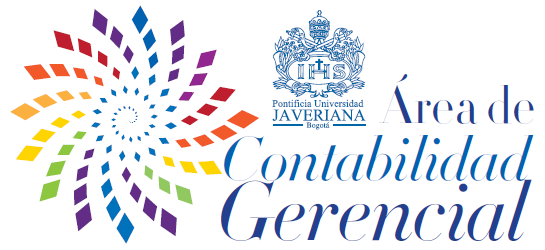 IHS
Pontificia Universidad
JAVERIANA
Bogotá
Área de
Contabilidad
Gerencial